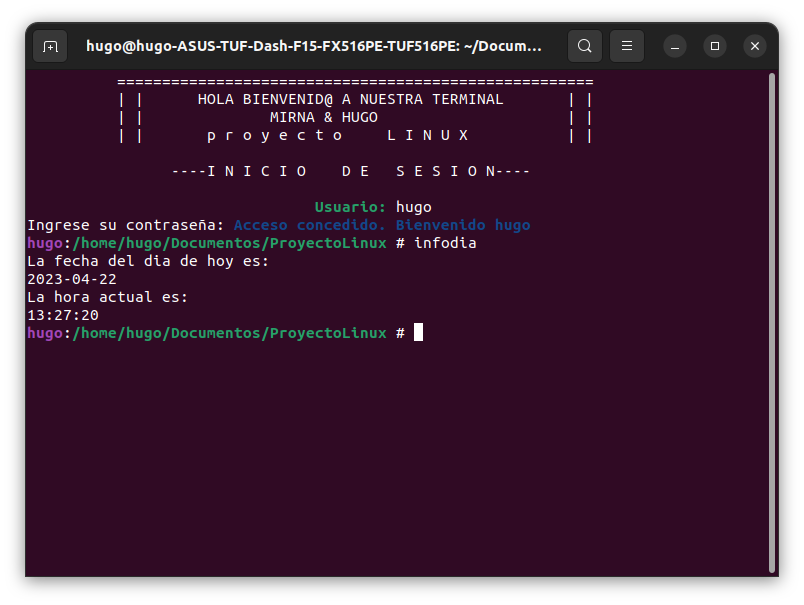 hugo@hugo-ASUS-TUF-Dash-F15-FX516PE-TUF516PE: ~/Docum...
=====================================================
| | HOLA BIENVENID@ A NUESTRA TERMINAL | |
| | MIRNA & HUGO | |
| | p r o y e c t o L I N U X | |
----I N I C I O D E S E S I O N----
Usuario: hugo
Ingrese su contraseña: Acceso concedido. Bienvenido hugo
hugo:/home/hugo/Documentos/ProyectoLinux # infodia
La fecha del dia de hoy es:
2023-04-22
La hora actual es:
13:27:20
hugo:/home/hugo/Documentos/ProyectoLinux #